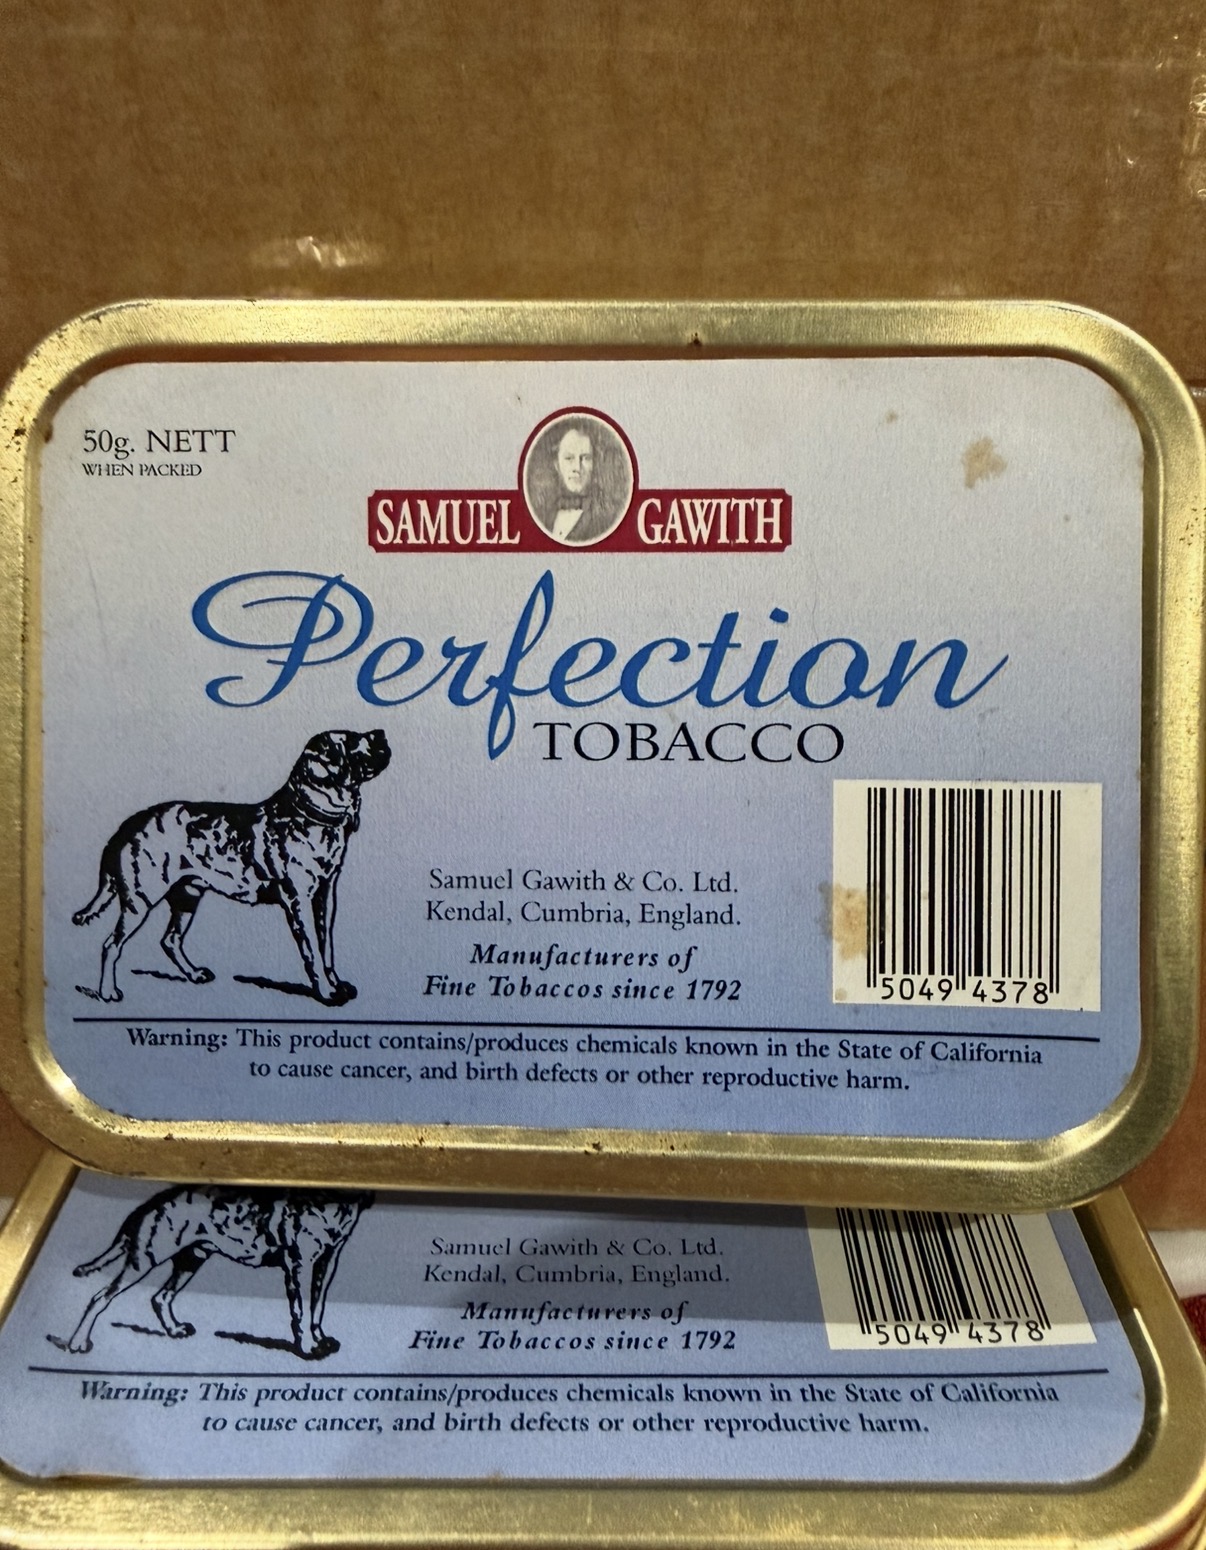 50g. NETT
WHEN PACKED
SAMUEL GAWITH
Perfection
TOBACCO
Samuel Gawith & Co. Ltd.
Kendal, Cumbria, England.
Manufacturers of
Fine Tobaccos since 1792
5049 4378
Warning: This product contains/produces chemicals known in the State of California
to cause cancer, and birth defects or other reproductive harm.
Samuel Gawith & Co. Ltd.
Kendal, Cumbria, England.
Manufacturers of
Fine Tobaccos since 1792
5049 4378
Warning: This product contains/produces chemicals known in the State of California
to cause cancer, and birth defects or other reproductive harm.